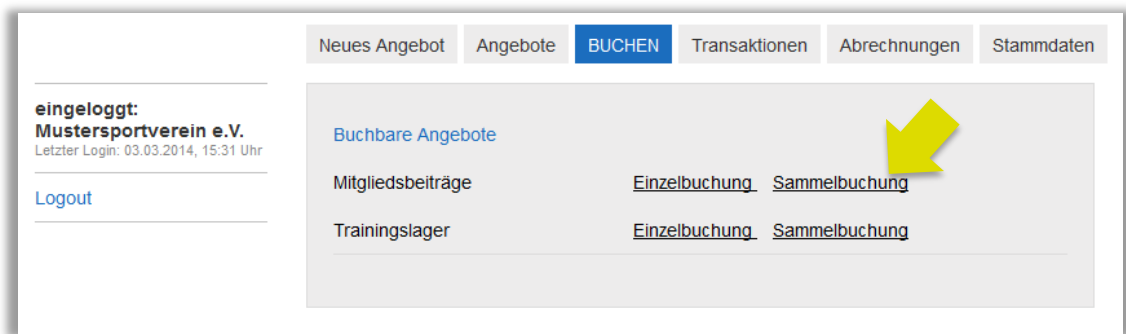 Neues Angebot Angebote BUCHEN Transaktionen Abrechnungen Stammdaten
eingeloggt:
Mustersportverein e.V.
Letzter Login: 03.03.2014, 15:31 Uhr
Logout
Buchbare Angebote
Mitgliedsbeiträge Einzelbuchung Sammelbuchung
Trainingslager Einzelbuchung Sammelbuchung